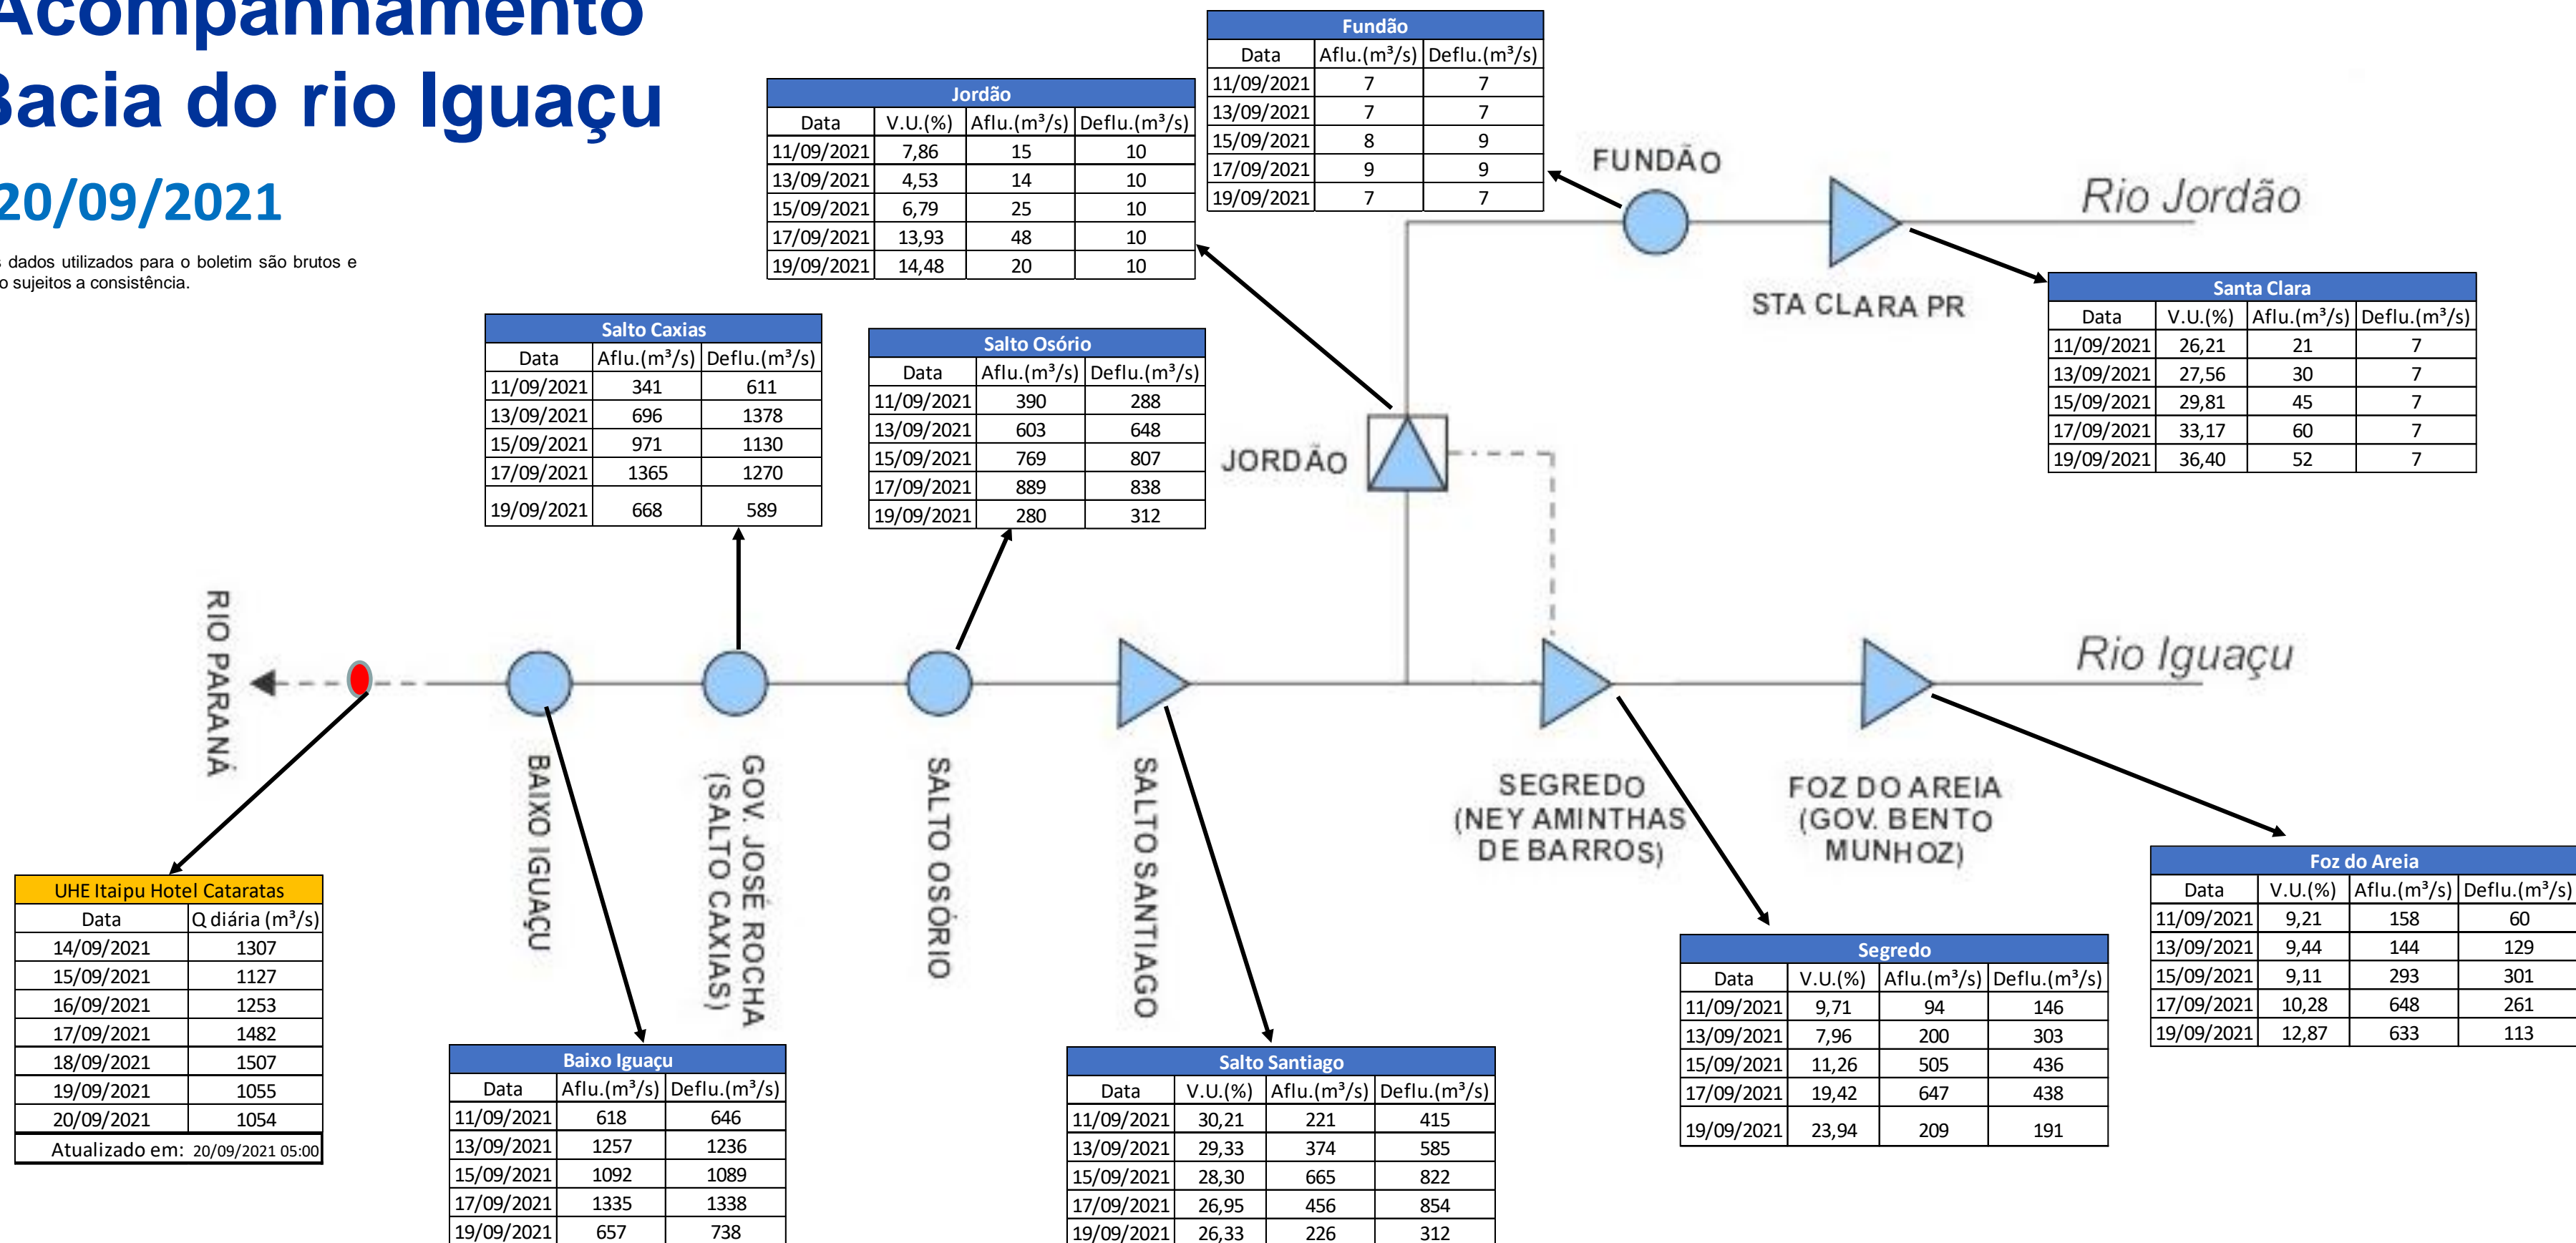 Acompanhamento
Bacia do rio Iguaçu
20/09/2021
s dados utilizados para o boletim são brutos e
o sujeitos a consistência.
Fundão
Data Aflu.(m³/s) Deflu.(m³/s)
11/09/2021 7 7
13/09/2021 7 7
15/09/2021 8 9
17/09/2021 9 9
19/09/2021 7 7
Jordão
Data V.U.(%) Aflu.(m³/s) Deflu.(m³/s)
11/09/2021 7,86 15 10
13/09/2021 4,53 14 10
15/09/2021 6,79 25 10
17/09/2021 13,93 48 10
19/09/2021 14,48 20 10
FUNDÃO
Rio Jordão
STA CLARA PR
Santa Clara
Data V.U.(%) Aflu.(m³/s) Deflu.(m³/s)
11/09/2021 26,21 21 7
13/09/2021 27,56 30 7
15/09/2021 29,81 45 7
17/09/2021 33,17 60 7
19/09/2021 36,40 52 7
Salto Caxias
Data Aflu.(m³/s) Deflu.(m³/s)
11/09/2021 341 611
13/09/2021 696 1378
15/09/2021 971 1130
17/09/2021 1365 1270
19/09/2021 668 589
Salto Osório
Data Aflu.(m³/s) Deflu.(m³/s)
11/09/2021 390 288
13/09/2021 603 648
15/09/2021 769 807
17/09/2021 889 838
19/09/2021 280 312
JORDÃO
RIO PARANÁ
Rio Iguaçu
BAIXO IGUAÇU
GOV. JOSÉ ROCHA
(SALTO CAXIAS)
SALTO OSÓRIO
SALTO SANTIAGO
SEGREDO
(NEY AMINTHAS
DE BARROS)
FOZ DO AREIA
(GOV. BENTO
MUNHOZ)
UHE Itaipu Hotel Cataratas
Data Q diária (m³/s)
14/09/2021 1307
15/09/2021 1127
16/09/2021 1253
17/09/2021 1482
18/09/2021 1507
19/09/2021 1055
20/09/2021 1054
Atualizado em: 20/09/2021 05:00
Baixo Iguaçu
Data Aflu.(m³/s) Deflu.(m³/s)
11/09/2021 618 646
13/09/2021 1257 1236
15/09/2021 1092 1089
17/09/2021 1335 1338
19/09/2021 657 738
Salto Santiago
Data V.U.(%) Aflu.(m³/s) Deflu.(m³/s)
11/09/2021 30,21 221 415
13/09/2021 29,33 374 585
15/09/2021 28,30 665 822
17/09/2021 26,95 456 854
19/09/2021 26,33 226 312
Segredo
Data V.U.(%) Aflu.(m³/s) Deflu.(m³/s)
11/09/2021 9,71 94 146
13/09/2021 7,96 200 303
15/09/2021 11,26 505 436
17/09/2021 19,42 647 438
19/09/2021 23,94 209 191
Foz do Areia
Data V.U.(%) Aflu.(m³/s) Deflu.(m³/s)
11/09/2021 9,21 158 60
13/09/2021 9,44 144 129
15/09/2021 9,11 293 301
17/09/2021 10,28 648 261
19/09/2021 12,87 633 113